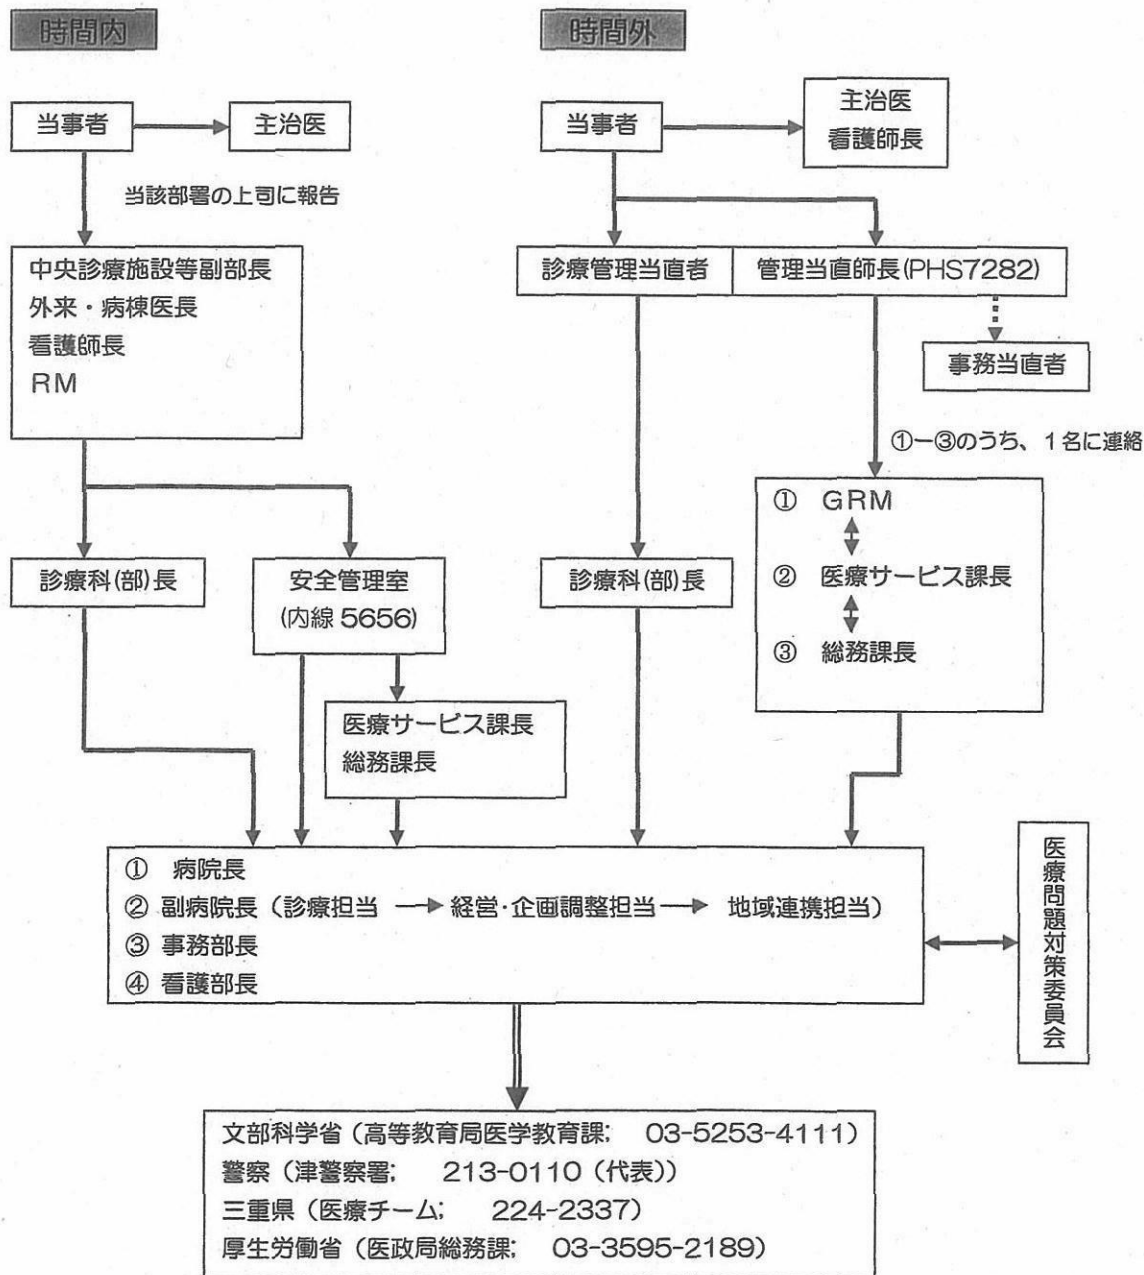 時間内
時間外
当事者
主治医
当該部署の上司に報告
中央診療施設等副部長
外来・病棟医長
看護師長
RM
診療科(部)長
安全管理室
(内線 5656)
医療サービス課長
総務課長
当事者
主治医
看護師長
診療管理当直者
管理当直師長(PHS7282)
事務当直者
①ー③のうち、1名に連絡
① GRM
② 医療サービス課長
③ 総務課長
診療科(部)長
① 病院長
② 副病院長(診療担当 → 経営・企画調整担当 → 地域連携担当)
③ 事務部長
④ 看護部長
医療問題対策委員会
文部科学省(高等教育局医学教育課; 03-5253-4111)
警察(津警察署; 213-0110(代表))
三重県(医療チーム; 224-2337)
厚生労働省(医政局総務課; 03-3595-2189)